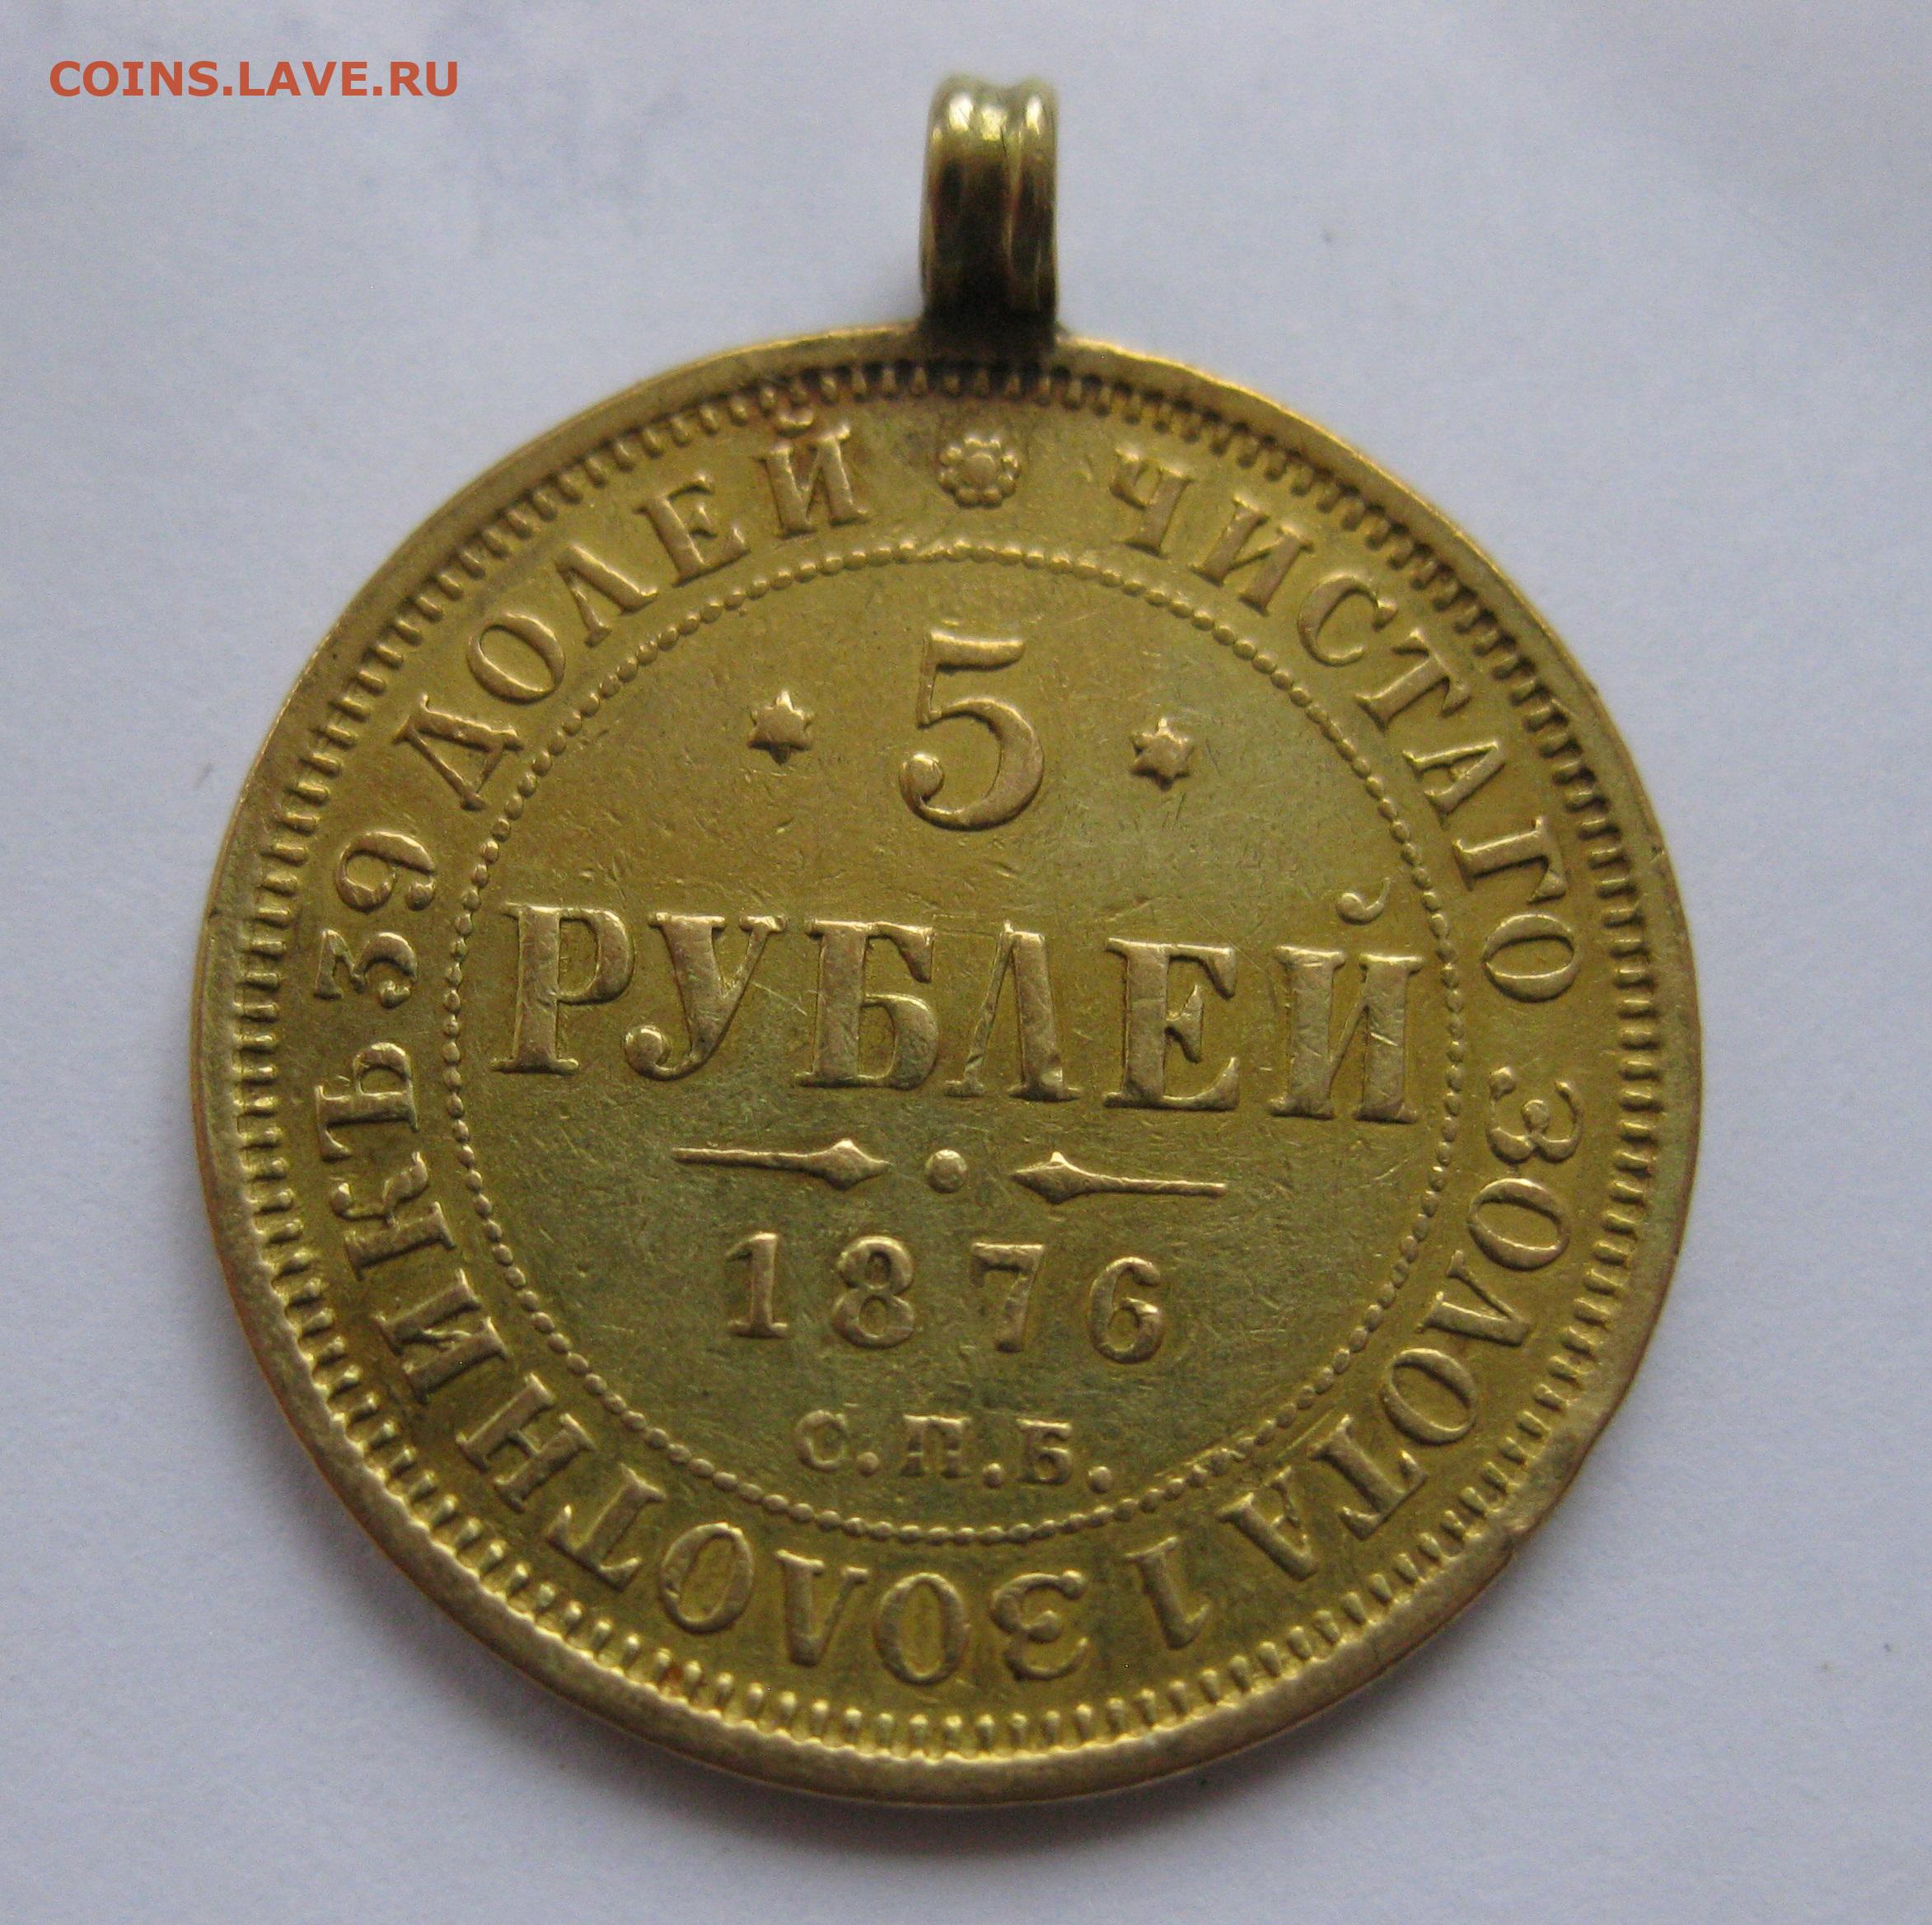 COINS.LAVE.RU
ЧИСТАГО ЗОЛОТА 1 ЗОЛОТНИКЪ 39 ДОЛЕЙ
5
РУБЛЕЙ
1876
С.П.Б.